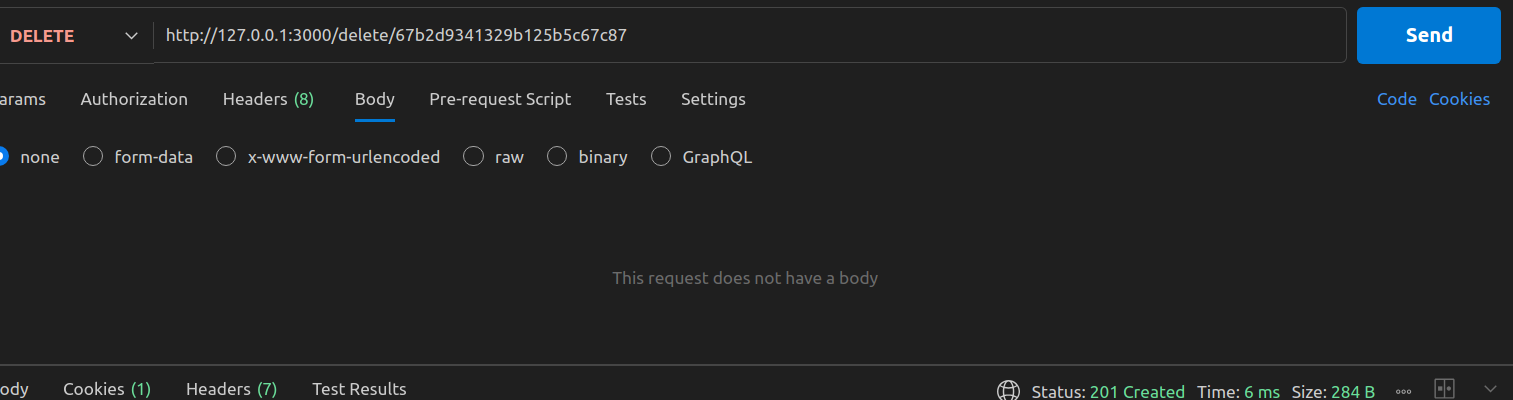 DELETE http://127.0.0.1:3000/delete/67b2d9341329b125b5c67c87 Send
arams Authorization Headers (8) Body Pre-request Script Tests Settings Code Cookies
none form-data x-www-form-urlencoded raw binary GraphQL
This request does not have a body
ody Cookies (1) Headers (7) Test Results Status: 201 Created Time: 6 ms Size: 284 B